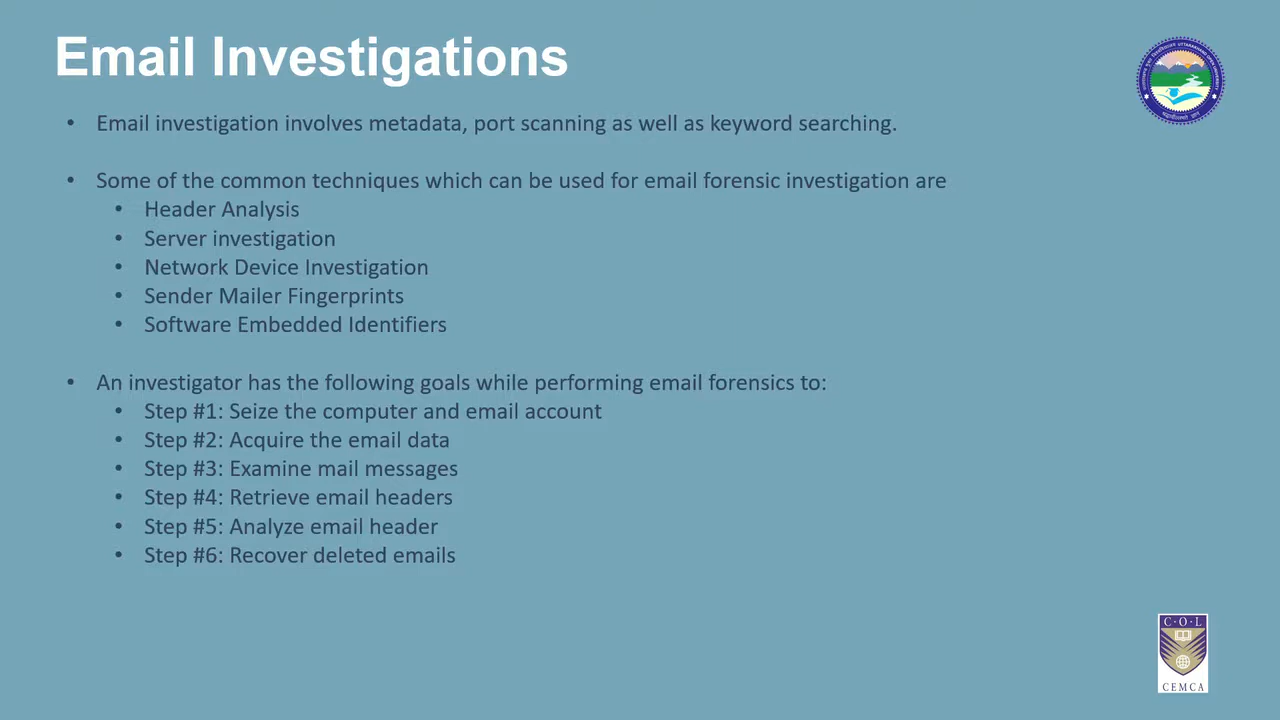 Email Investigations
• Email investigation involves metadata, port scanning as well as keyword searching.
• Some of the common techniques which can be used for email forensic investigation are
• Header Analysis
• Server investigation
• Network Device Investigation
• Sender Mailer Fingerprints
• Software Embedded Identifiers
• An investigator has the following goals while performing email forensics to:
• Step #1: Seize the computer and email account
• Step #2: Acquire the email data
• Step #3: Examine mail messages
• Step #4: Retrieve email headers
• Step #5: Analyze email header
• Step #6: Recover deleted emails
C·O·L
CEMCA